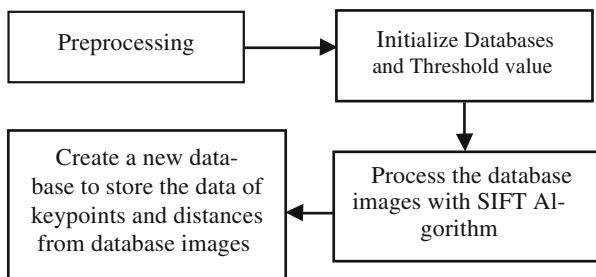 Preprocessing
Initialize Databases
and Threshold value
Process the database
images with SIFT Al-
gorithm
Create a new data-
base to store the data of
keypoints and distances
from database images